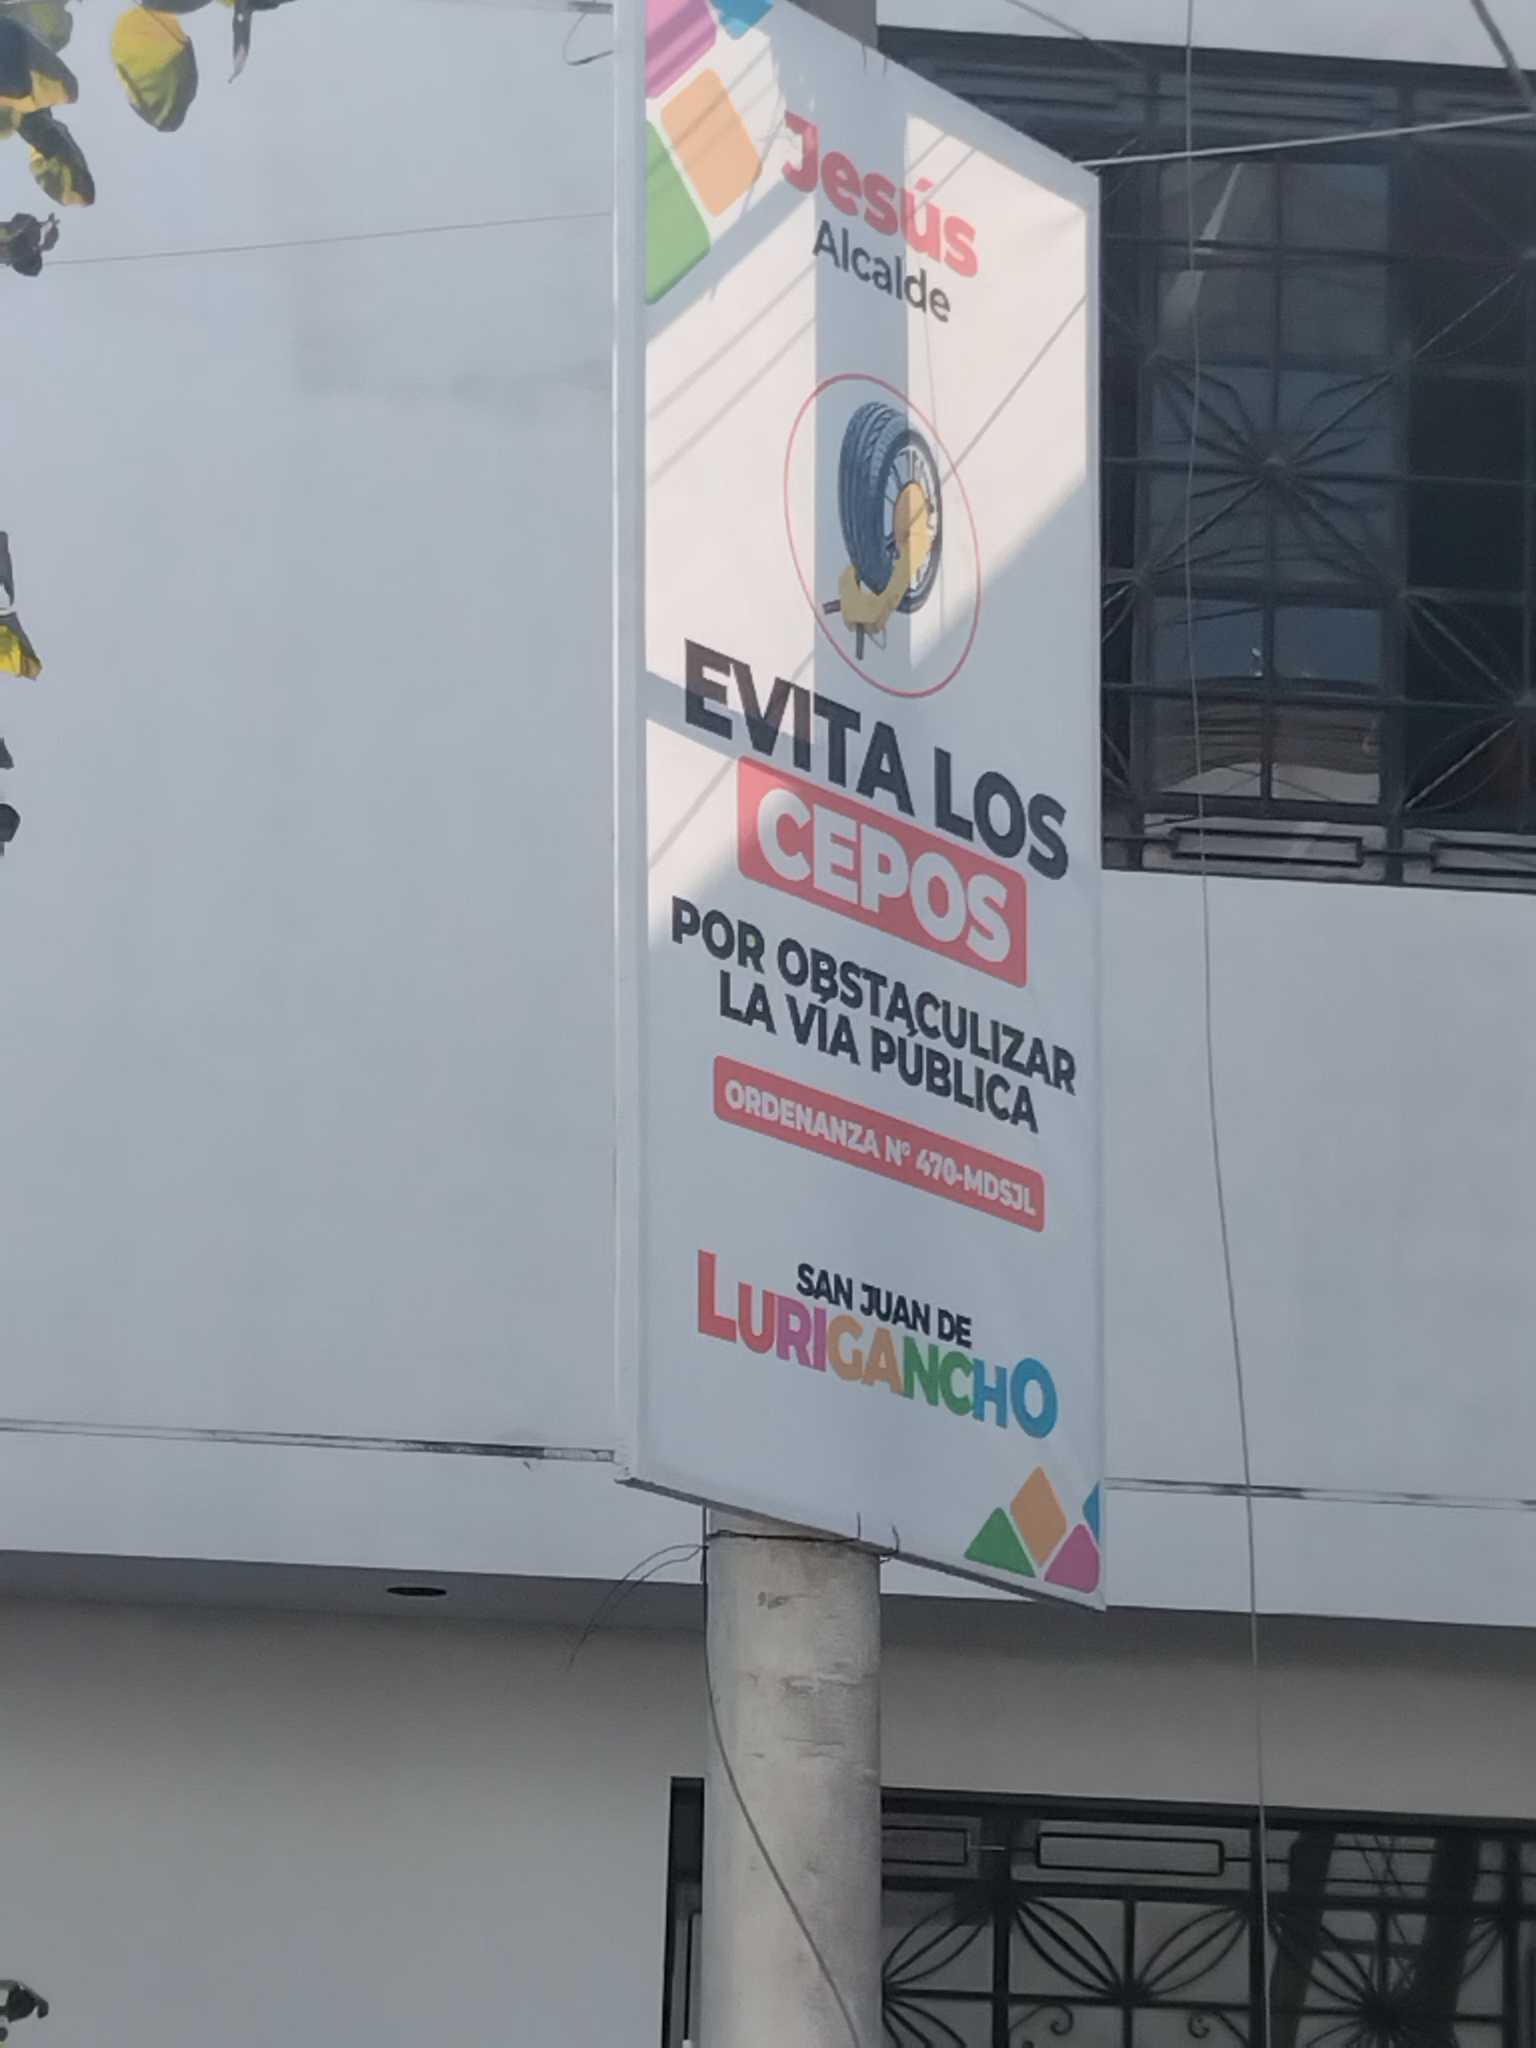 Jesús
Alcalde
EVITA LOS
CEPOS
POR OBSTACULIZAR
LA VÍA PÚBLICA
ORDENANZA N° 470-MDSJL
SAN JUAN DE
LURIGANCHO